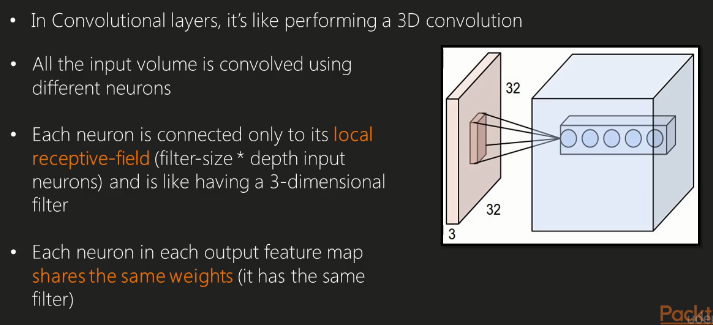 • In Convolutional layers, it's like performing a 3D convolution
• All the input volume is convolved using
different neurons
• Each neuron is connected only to its local
receptive-field (filter-size * depth input
neurons) and is like having a 3-dimensional
filter
• Each neuron in each output feature map
shares the same weights (it has the same
filter)
32
32
3
Packt